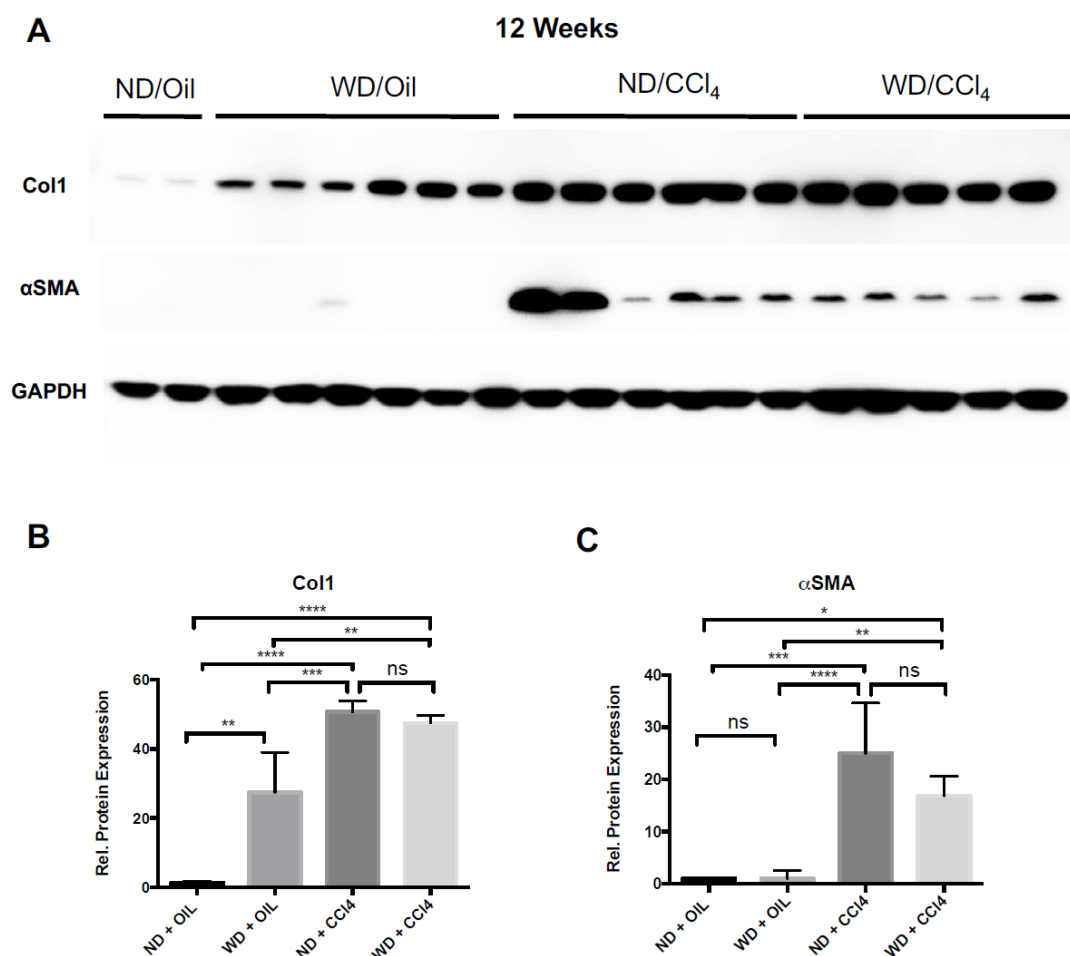 A
12 Weeks
ND/Oil WD/Oil ND/CCl₄ WD/CCl₄
Col1
αSMA
GAPDH
B
Col1
****
**
****
***
ns
**
Rel. Protein Expression
60
40
20
0
ND + OIL
WD + OIL
ND + CCl4
WD + CCl4
C
αSMA
*
**
***
****
ns
ns
Rel. Protein Expression
40
30
20
10
0
ND + OIL
WD + OIL
ND + CCl4
WD + CCl4